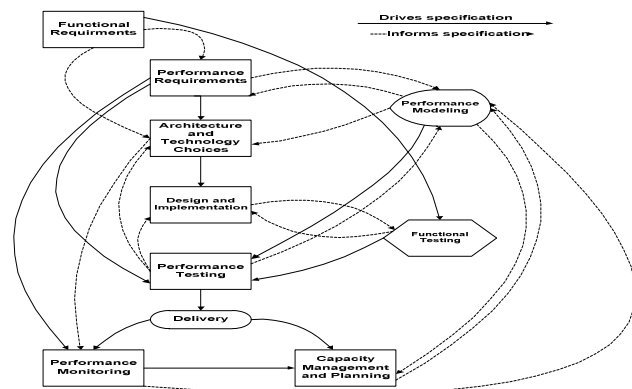 Functional
Requirments
Drives specification
Informs specification
Performance
Requirements
Performance
Modeling
Architecture
and
Technology
Choices
Design and
Implementation
Functional
Testing
Performance
Testing
Delivery
Performance
Monitoring
Capacity
Management
and Planning